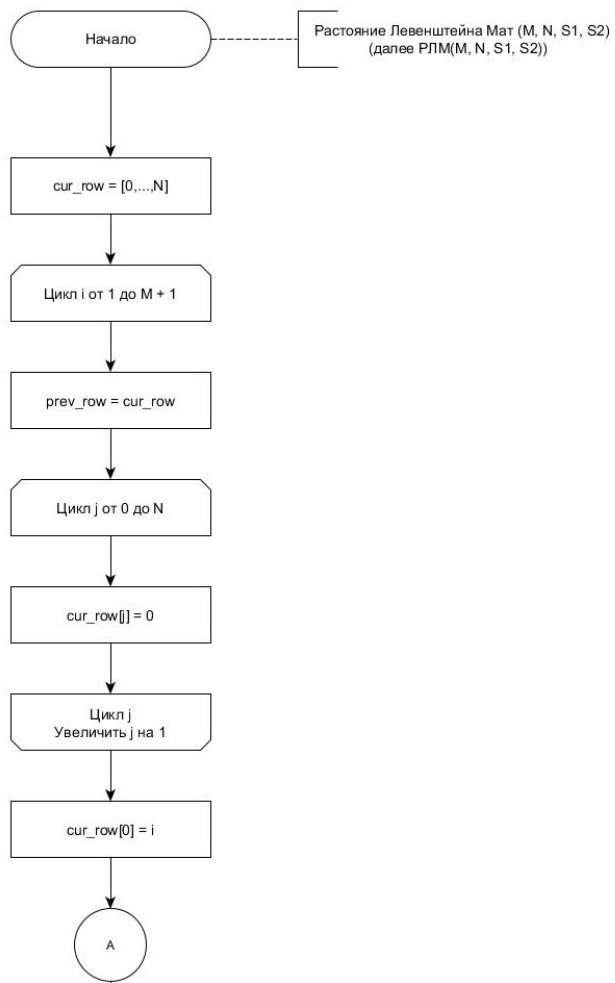 Начало
Растояние Левенштейна Мат (M, N, S1, S2)
(далее РЛМ(M, N, S1, S2))
cur_row = [0,...,N]
Цикл i от 1 до M + 1
prev_row = cur_row
Цикл j от 0 до N
cur_row[j] = 0
Цикл j
Увеличить j на 1
cur_row[0] = i
A